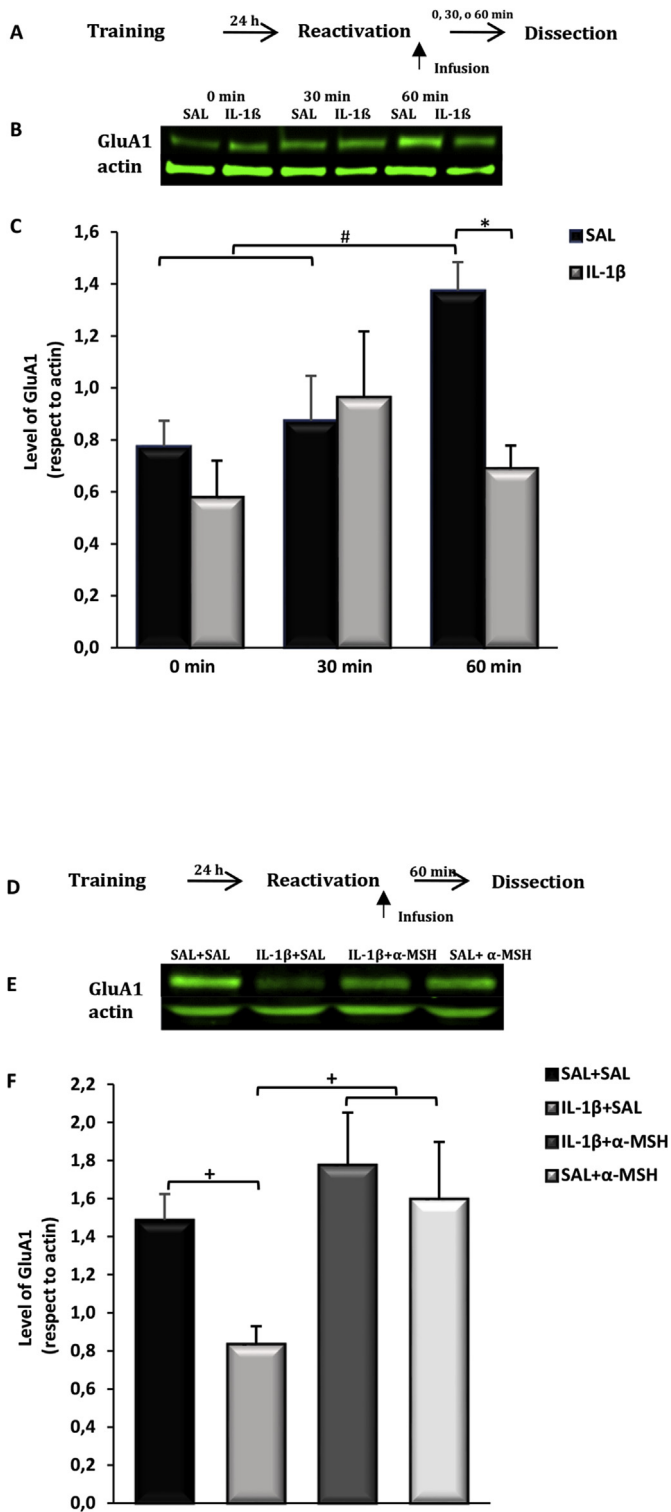 A
Training
24 h
Reactivation
0, 30, o 60 min
Dissection
Infusion
B
0 min 30 min 60 min
SAL IL-1ß SAL IL-1ß SAL IL-1ß
GluA1
actin
C
Level of GluA1
(respect to actin)
1,6
1,4
1,2
1,0
0,8
0,6
0,4
0,2
0,0
#
*
SAL
IL-1β
0 min 30 min 60 min
D
Training
24 h
Reactivation
60 min
Dissection
Infusion
E
SAL+SAL IL-1β+SAL IL-1β+α-MSH SAL+ α-MSH
GluA1
actin
F
Level of GluA1
(respect to actin)
2,2
2,0
1,8
1,6
1,4
1,2
1,0
0,8
0,6
0,4
0,2
0,0
+
+
SAL+SAL
IL-1β+SAL
IL-1β+α-MSH
SAL+α-MSH